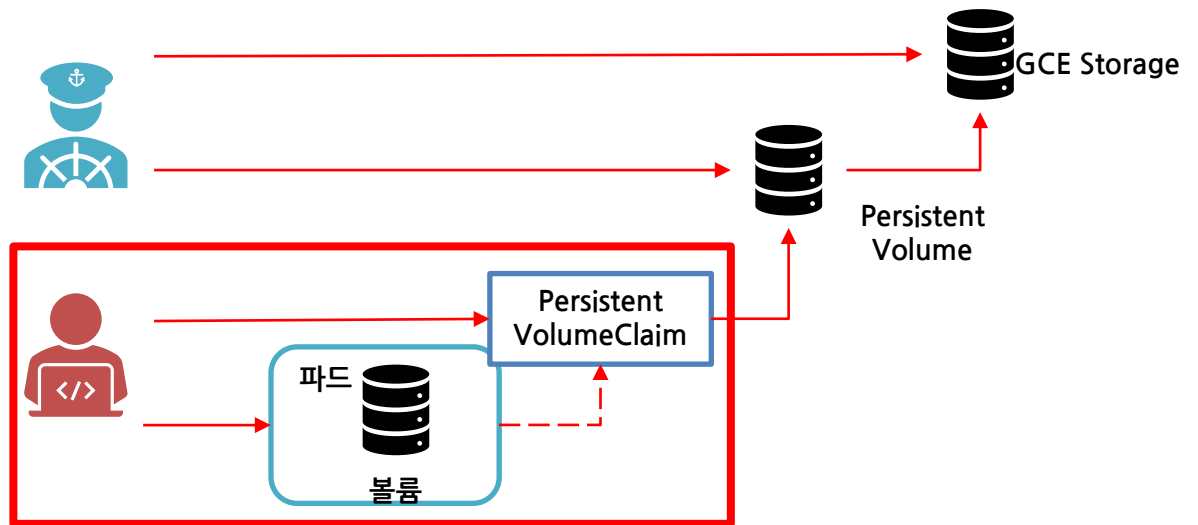 GCE Storage
Persistent
Volume
Persistent
VolumeClaim
파드
</>
볼륨